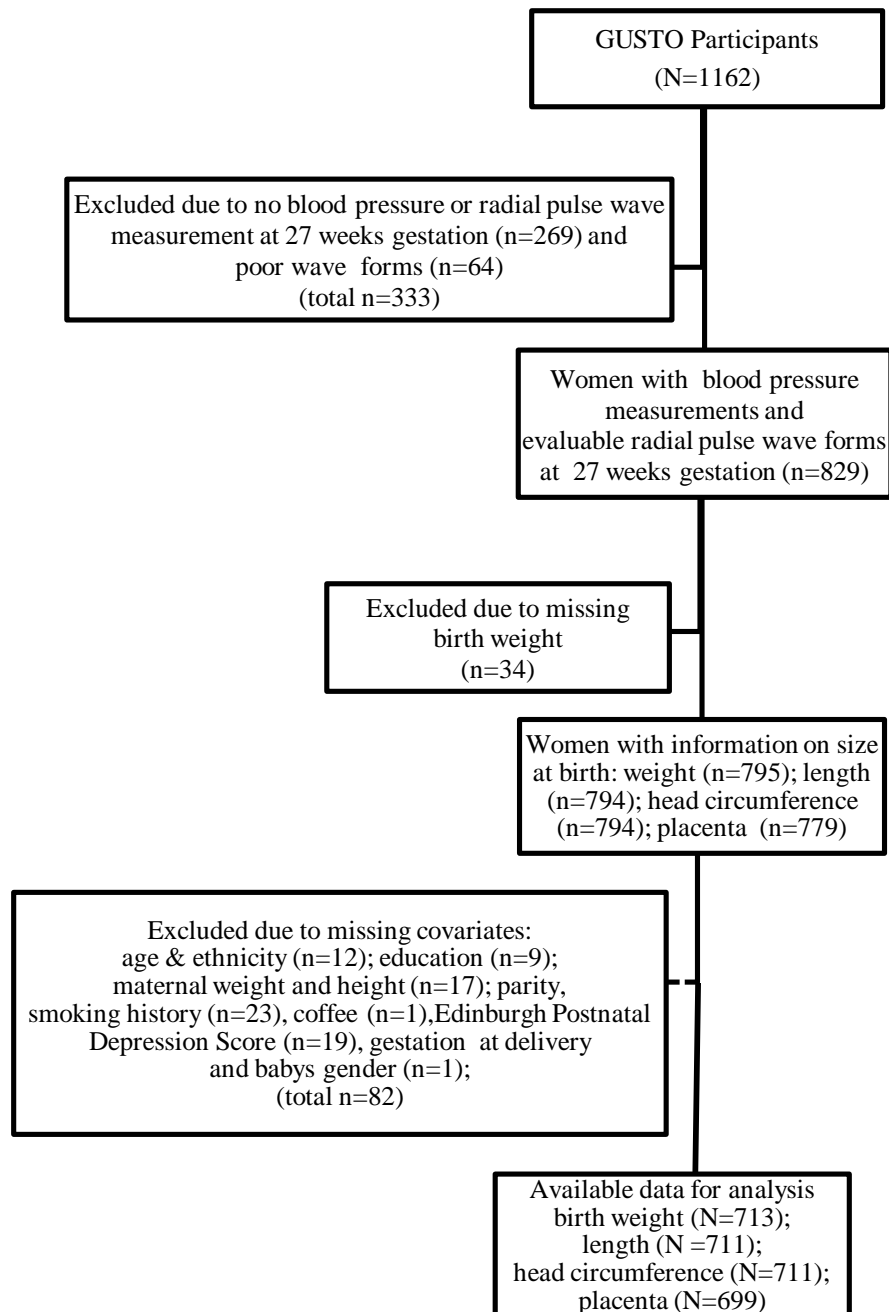 GUSTO Participants
(N=1162)
Excluded due to no blood pressure or radial pulse wave
measurement at 27 weeks gestation (n=269) and
poor wave forms (n=64)
(total n=333)
Women with blood pressure
measurements and
evaluable radial pulse wave forms
at 27 weeks gestation (n=829)
Excluded due to missing
birth weight
(n=34)
Women with information on size
at birth: weight (n=795); length
(n=794); head circumference
(n=794); placenta (n=779)
Excluded due to missing covariates:
age & ethnicity (n=12); education (n=9);
maternal weight and height (n=17); parity,
smoking history (n=23), coffee (n=1),Edinburgh Postnatal
Depression Score (n=19), gestation at delivery
and babys gender (n=1);
(total n=82)
Available data for analysis
birth weight (N=713);
length (N =711);
head circumference (N=711);
placenta (N=699)